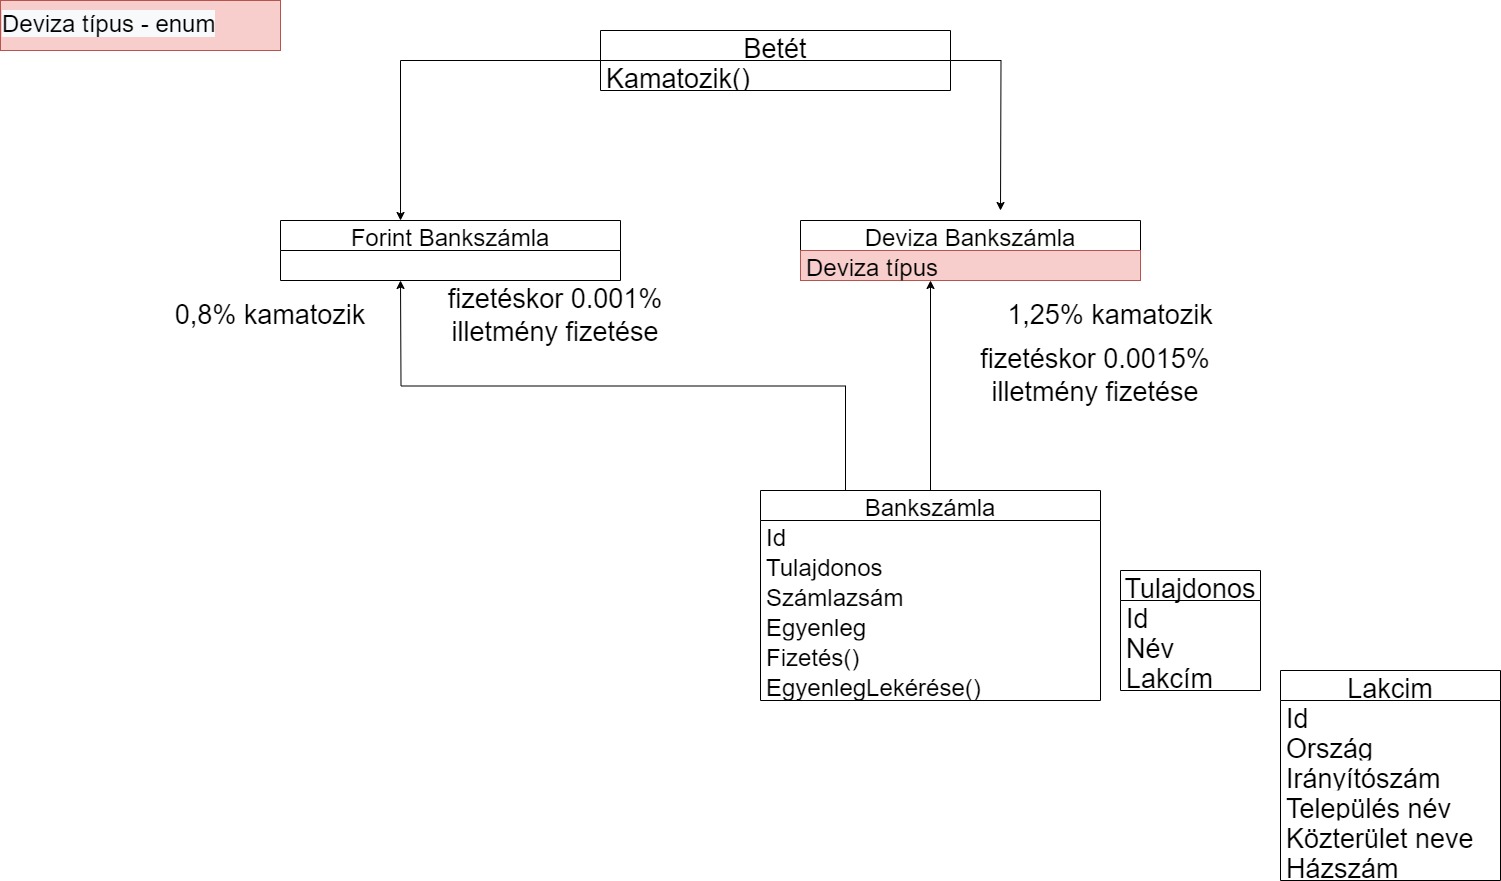 Deviza típus - enum
Betét
Kamatozik()
Forint Bankszámla
Deviza Bankszámla
Deviza típus
0,8% kamatozik
fizetéskor 0.001%
illetmény fizetése
1,25% kamatozik
fizetéskor 0.0015%
illetmény fizetése
Bankszámla
Id
Tulajdonos
Számlazsám
Egyenleg
Fizetés()
EgyenlegLekérése()
Tulajdonos
Id
Név
Lakcím
Lakcim
Id
Ország
Irányítószám
Település név
Közterület neve
Házszám